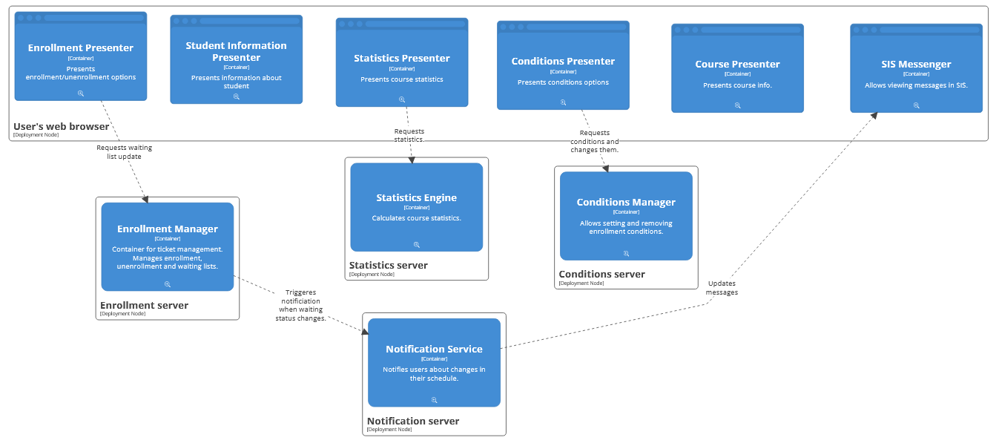 Enrollment Presenter
[Container]
Presents
enrollment/unenrollment options
Student Information
Presenter
[Container]
Presents information about
student
Statistics Presenter
[Container]
Presents course statistics
Conditions Presenter
[Container]
Presents conditions options
Course Presenter
[Container]
Presents course info.
SIS Messenger
[Container]
Allows viewing messages in SIS.
User's web browser
[Deployment Node]
Requests waiting
list update
Requests
statistics.
Requests
conditions and
changes them.
Enrollment Manager
[Container]
Container for ticket management.
Manages enrollment,
unenrollment and waiting lists.
Enrollment server
[Deployment Node]
Statistics Engine
[Container]
Calculates course statistics.
Statistics server
[Deployment Node]
Conditions Manager
[Container]
Allows setting and removing
enrollment conditions.
Conditions server
[Deployment Node]
Triggeres
notificiation
when waiting
status changes.
Updates
messages
Notification Service
[Container]
Notifies users about changes in
their schedule.
Notification server
[Deployment Node]